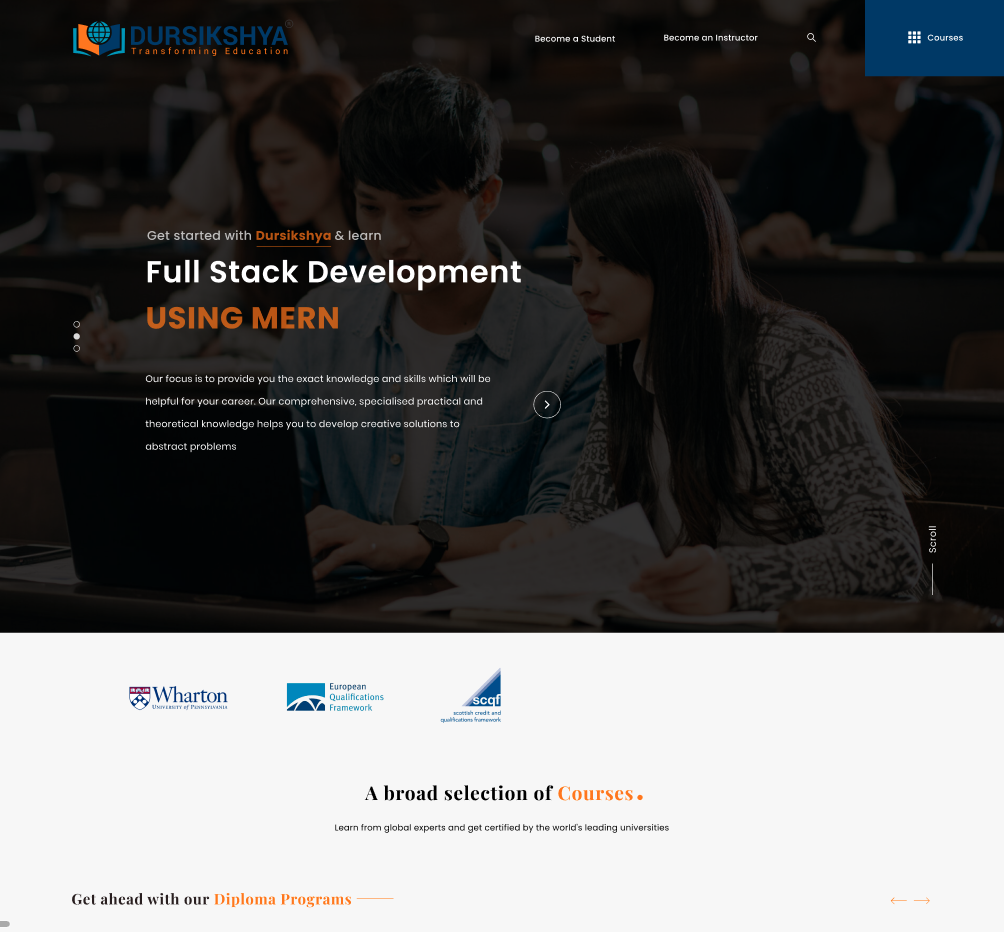 DURSIKSHYA®
Transforming Education
Become a Student
Become an Instructor
Courses
Get started with Dursikshya & learn
Full Stack Development
USING MERN
Our focus is to provide you the exact knowledge and skills which will be
helpful for your career. Our comprehensive, specialised practical and
theoretical knowledge helps you to develop creative solutions to
abstract problems
Scroll
Wharton
UNIVERSITY of PENNSYLVANIA
European
Qualifications
Framework
scqf
scottish credit and
qualifications framework
A broad selection of Courses.
Learn from global experts and get certified by the world's leading universities
Get ahead with our Diploma Programs